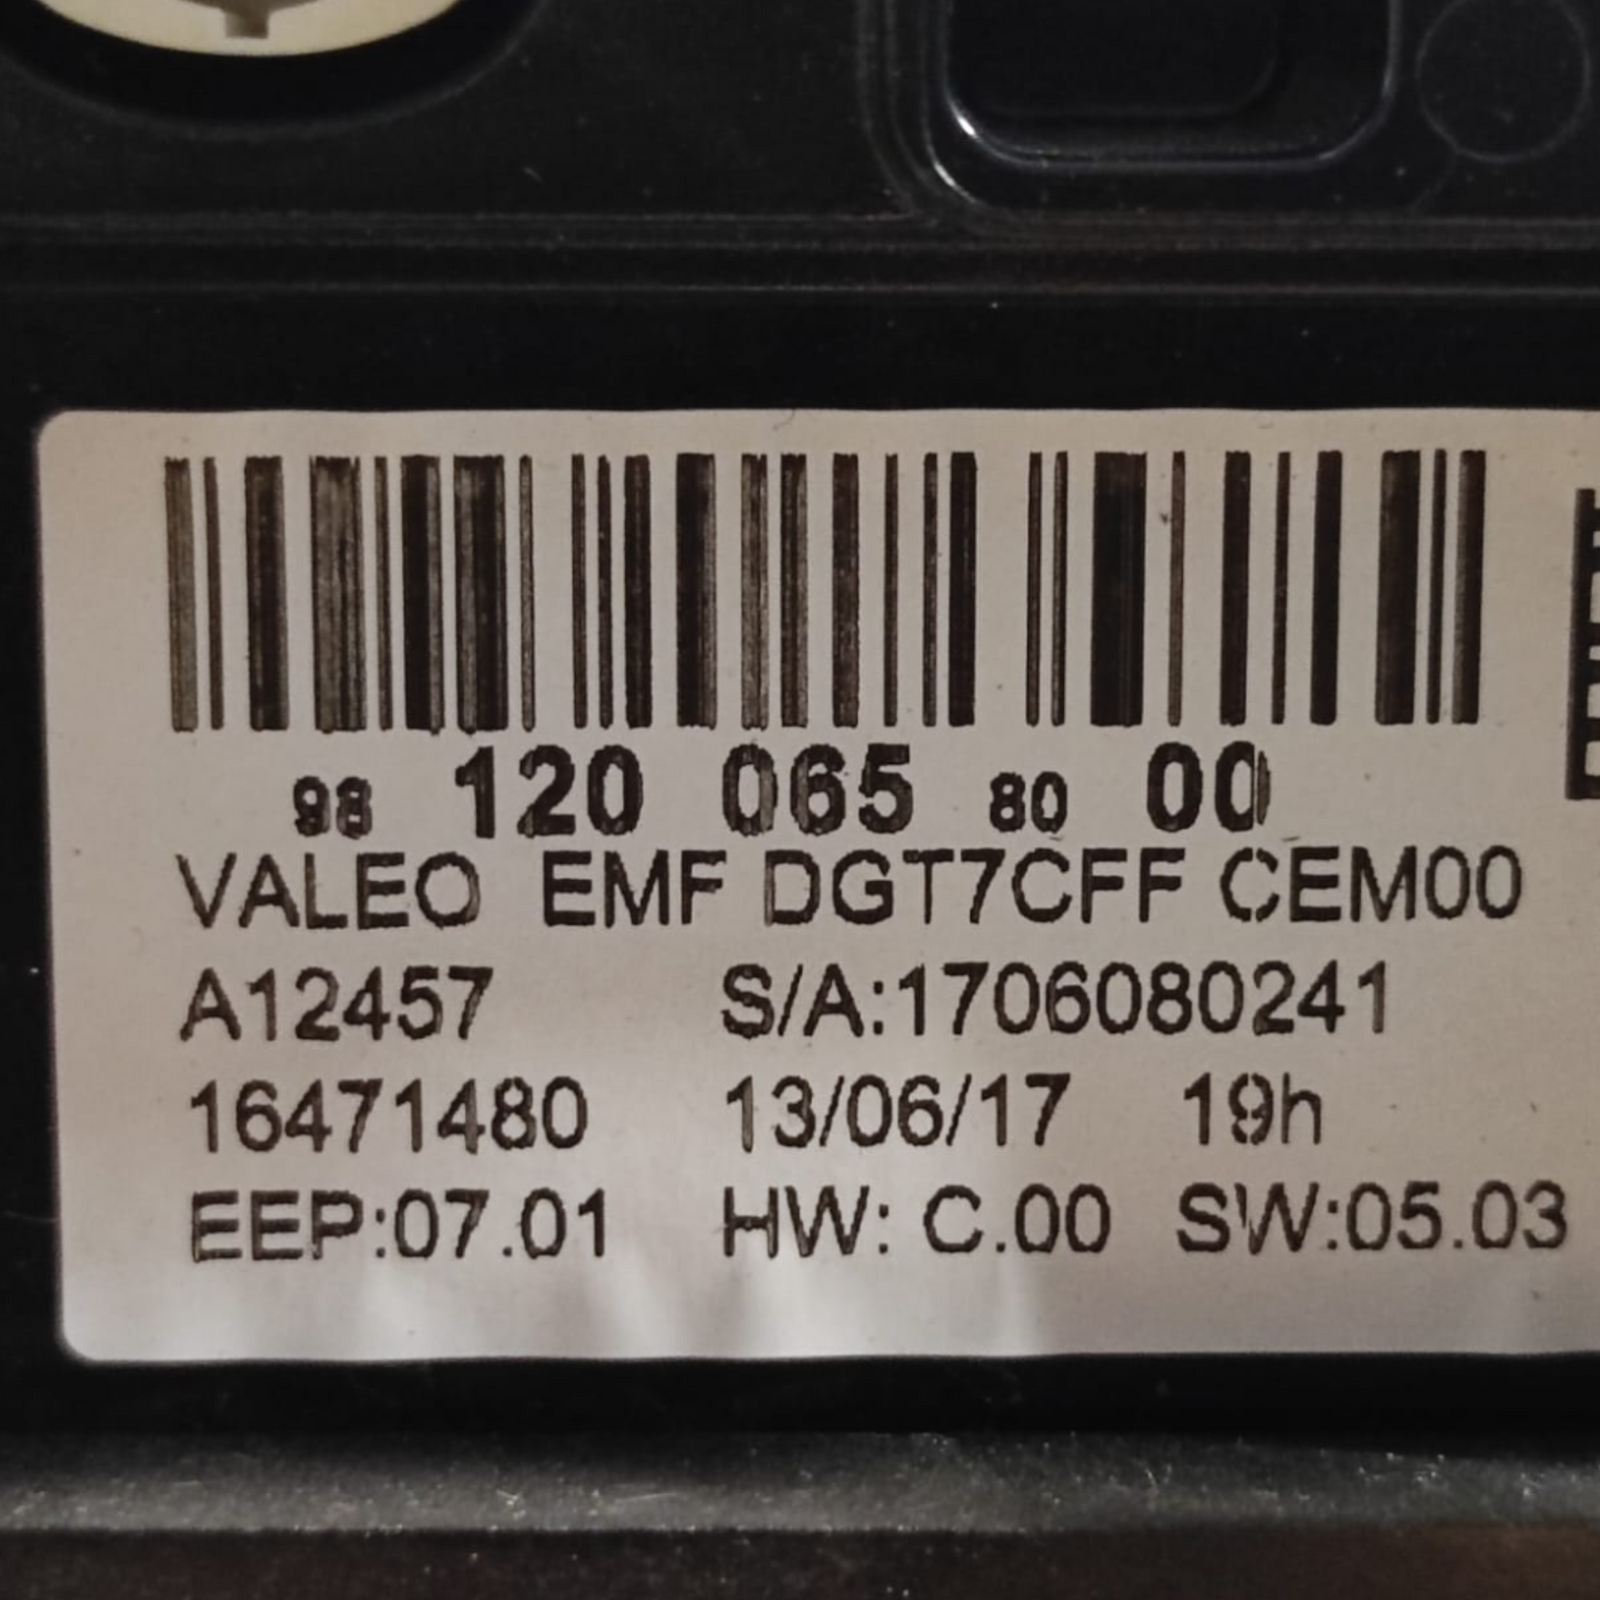 98 120 065 80 00
VALEO EMF DGT7CFF CEM00
A12457 S/A:1706080241
16471480 13/06/17 19h
EEP:07.01 HW: C.00 SW:05.03